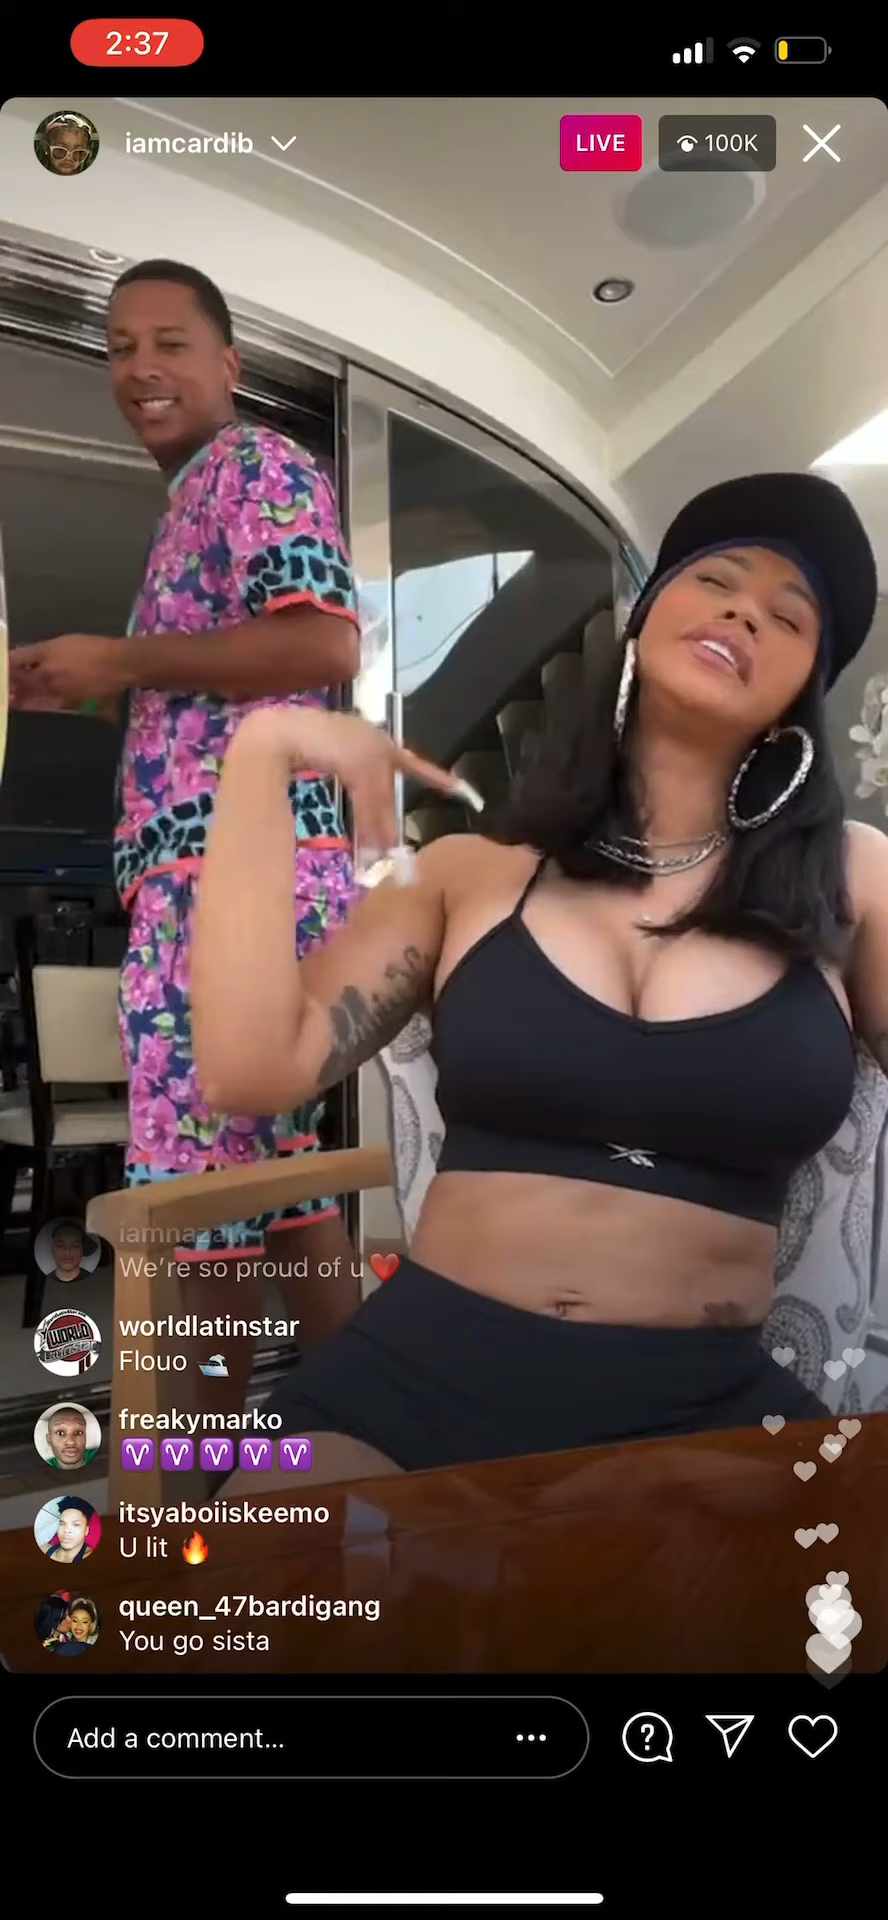 2:37
iamcardib
LIVE
100K
We're so proud of u❤️
worldlatinstar
Flouo 🛥️
freakymarko
♈♈♈♈♈
itsyaboiiskeemo
U lit 🔥
queen_47bardigang
You go sista
Add a comment...